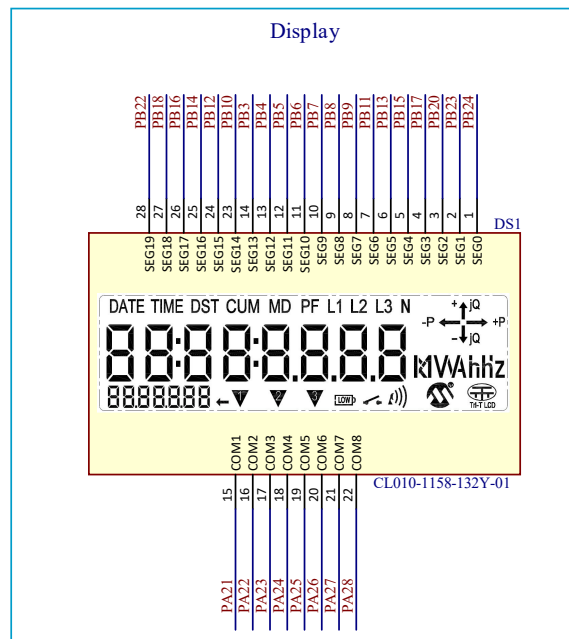 Display
PB22 PB18 PB16 PB14 PB12 PB10 PB3 PB4 PB5 PB6 PB7 PB8 PB9 PB11 PB13 PB15 PB17 PB20 PB23 PB24
28 27 26 25 24 23 14 13 12 11 10 9 8 7 6 5 4 3 2 1
DS1
SEG19 SEG18 SEG17 SEG16 SEG15 SEG14 SEG13 SEG12 SEG11 SEG10 SEG9 SEG8 SEG7 SEG6 SEG5 SEG4 SEG3 SEG2 SEG1 SEG0
DATE TIME DST CUM MD PF L1 L2 L3 N
+ jQ
-P +P
- jQ
88:88:8.8.8
WAhhz
1 2 3 LOW
Tri-T LCD
COM1 COM2 COM3 COM4 COM5 COM6 COM7 COM8
CL010-1158-132Y-01
15 16 17 18 19 20 21 22
PA21 PA22 PA23 PA24 PA25 PA26 PA27 PA28